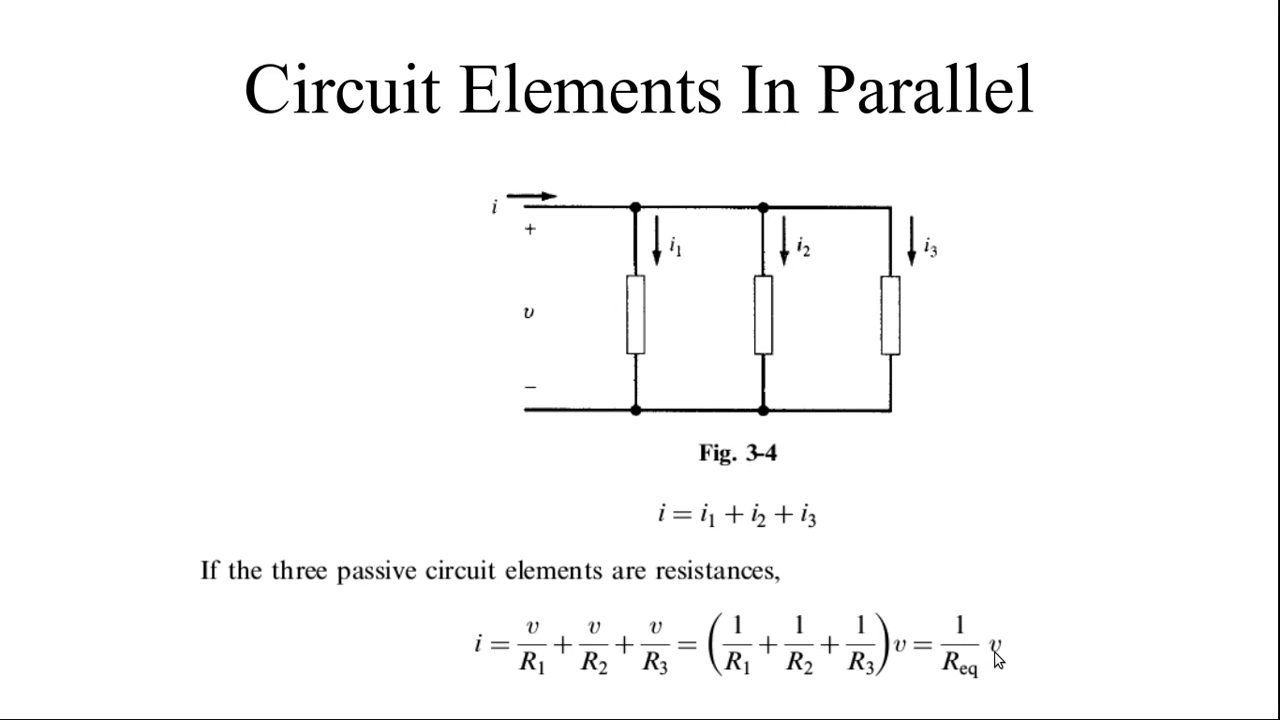 Circuit Elements In Parallel
i
+
i₁ i₂ i₃
υ
−
Fig. 3-4
i = i₁ + i₂ + i₃
If the three passive circuit elements are resistances,
i = v/R₁ + v/R₂ + v/R₃ = (1/R₁ + 1/R₂ + 1/R₃) v = 1/Req v